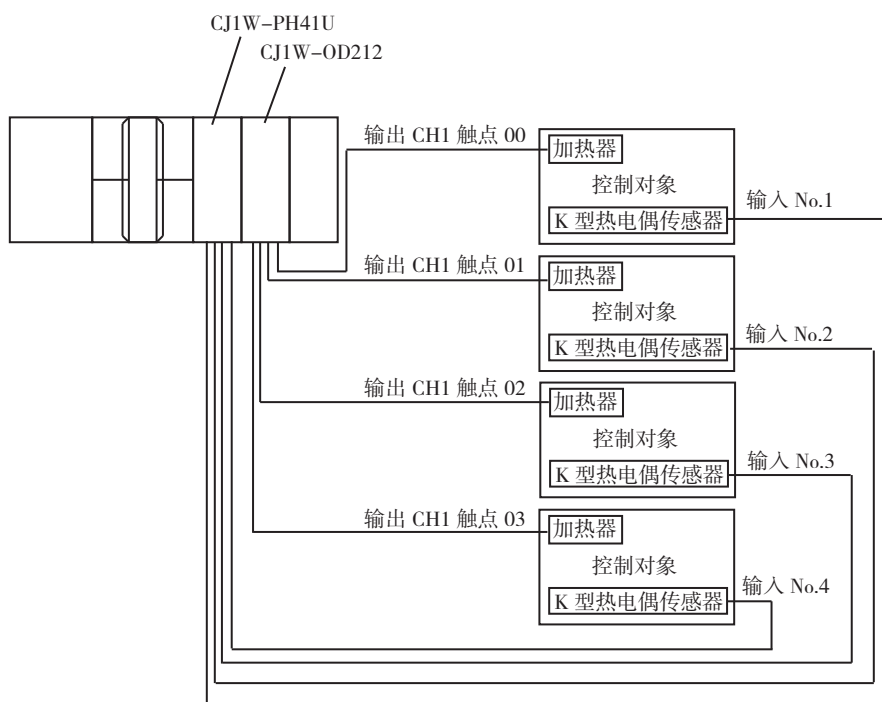 CJ1W-PH41U
CJ1W-OD212
输出 CH1 触点 00
加热器
控制对象
K 型热电偶传感器
输入 No.1
输出 CH1 触点 01
加热器
控制对象
K 型热电偶传感器
输入 No.2
输出 CH1 触点 02
加热器
控制对象
K 型热电偶传感器
输入 No.3
输出 CH1 触点 03
加热器
控制对象
K 型热电偶传感器
输入 No.4